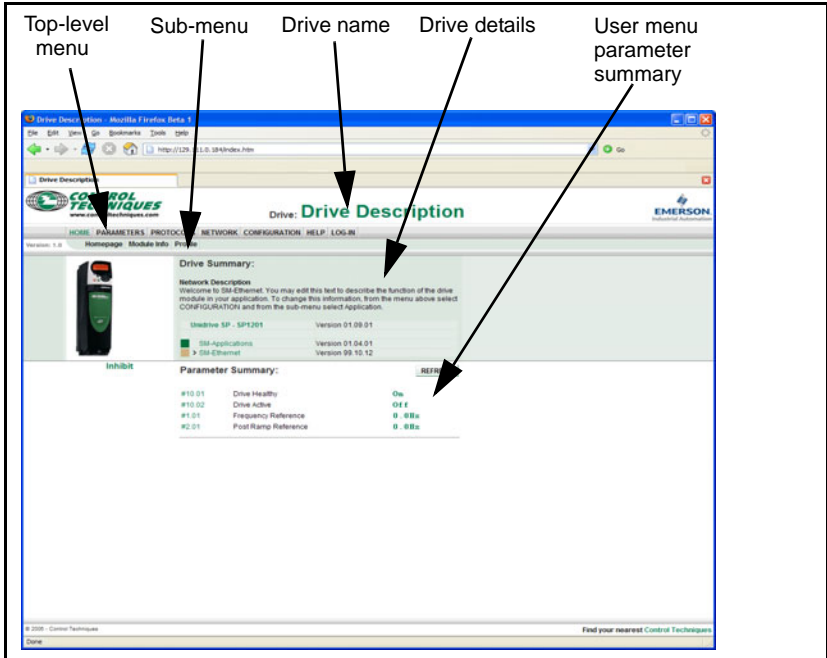 Top-level menu
Sub-menu
Drive name
Drive details
User menu parameter summary
Drive Description - Mozilla Firefox Beta 1
File Edit View Go Bookmarks Tools Help
Go
Drive Description
CONTROL TECHNIQUES
www.controltechniques.com
Drive: Drive Description
EMERSON
Industrial Automation
HOME PARAMETERS PROTOCOLS NETWORK CONFIGURATION HELP LOG-IN
Version: 1.0 Homepage Module Info Profile
Drive Summary:
Network Description
Welcome to SM-Ethernet. You may edit this text to describe the function of the drive
module in your application. To change this information, from the menu above select
CONFIGURATION and from the sub-menu select Application.
Unidrive SP - SP1201 Version 01.09.01
SM-Applications Version 01.04.01
> SM-Ethernet Version 99.10.12
Inhibit
Parameter Summary:
#10.01 Drive Healthy On
#10.02 Drive Active Off
#1.01 Frequency Reference 0.0Hz
#2.01 Post Ramp Reference 0.0Hz
Control Techniques
Find your nearest Control Techniques
Done